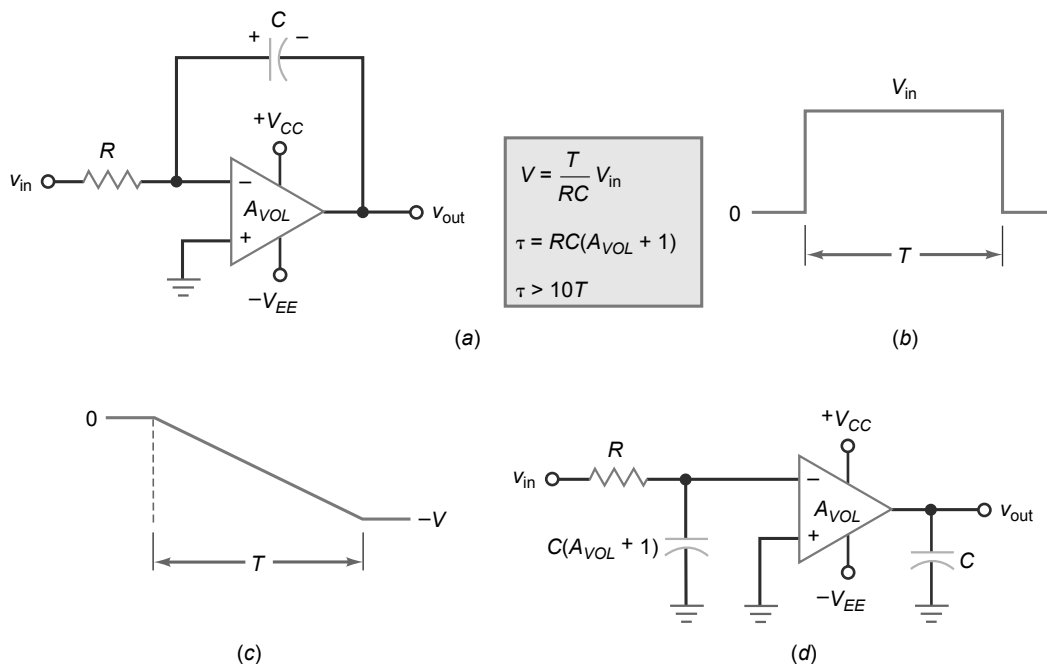 C
+ –
+V_CC
R
v_in
–
A_VOL
+
v_out
–V_EE
V = T/RC V_in
τ = RC(A_VOL + 1)
τ > 10T
(a)
V_in
0
T
(b)
0
–V
T
(c)
+V_CC
R
v_in
–
A_VOL
+
v_out
C(A_VOL + 1)
C
–V_EE
(d)